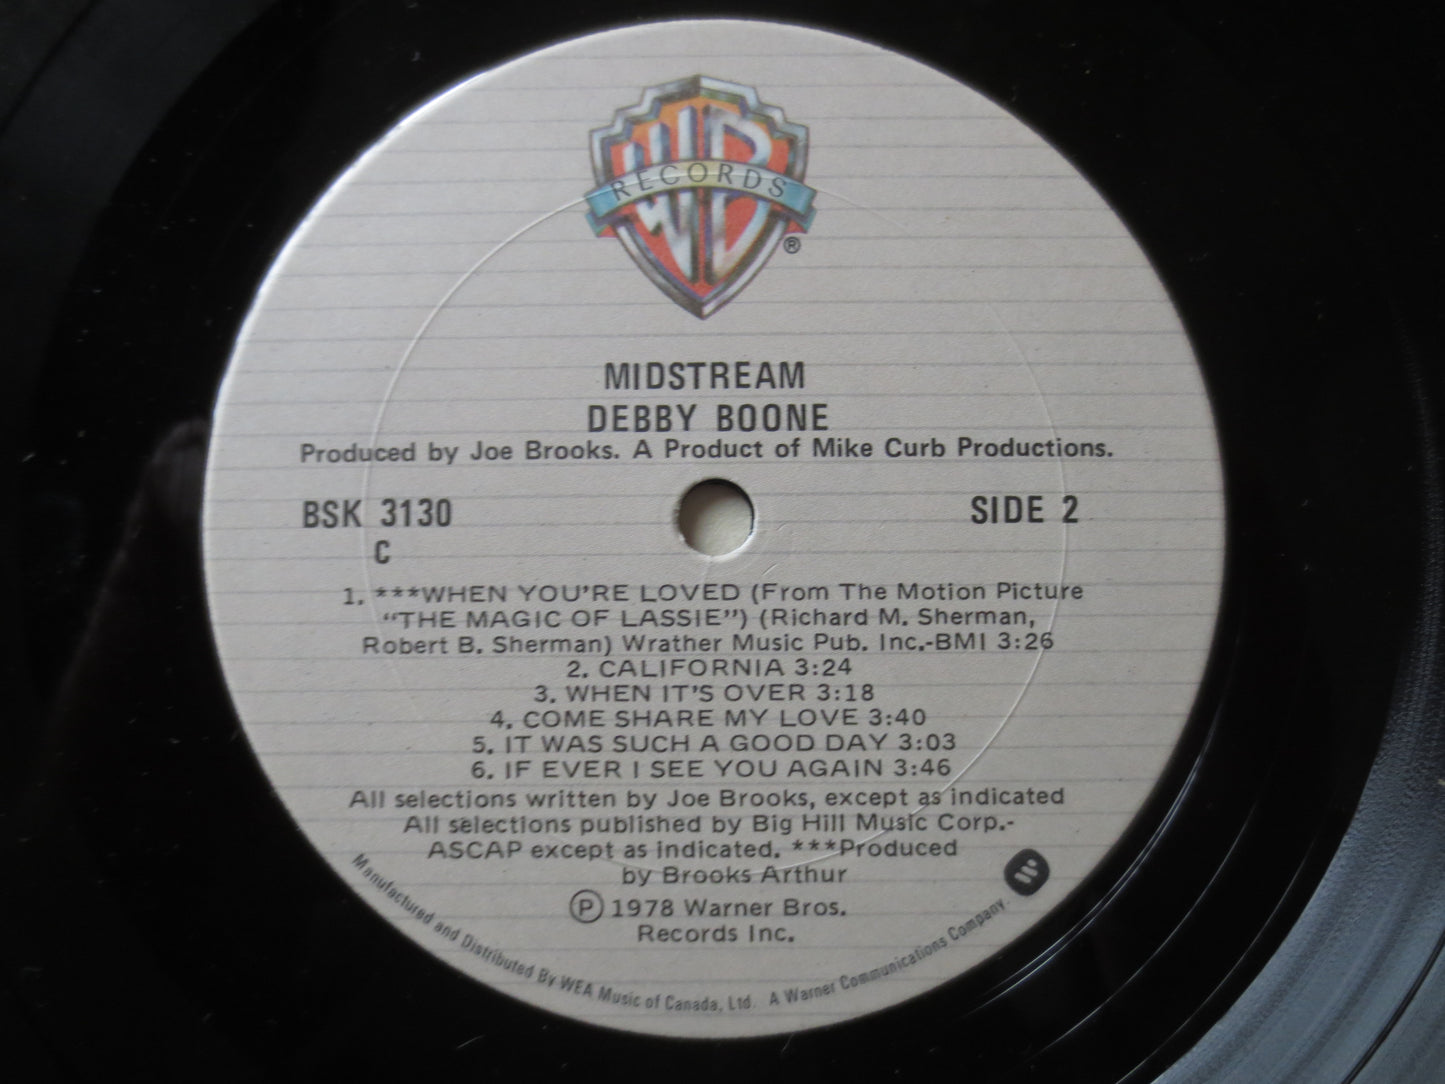 WB
RECORDS
®
MIDSTREAM
DEBBY BOONE
Produced by Joe Brooks. A Product of Mike Curb Productions.
BSK 3130 SIDE 2
C
1. ***WHEN YOU'RE LOVED (From The Motion Picture
"THE MAGIC OF LASSIE") (Richard M. Sherman,
Robert B. Sherman) Wrather Music Pub. Inc.-BMI 3:26
2. CALIFORNIA 3:24
3. WHEN IT'S OVER 3:18
4. COME SHARE MY LOVE 3:40
5. IT WAS SUCH A GOOD DAY 3:03
6. IF EVER I SEE YOU AGAIN 3:46
All selections written by Joe Brooks, except as indicated
All selections published by Big Hill Music Corp.-
ASCAP except as indicated. ***Produced
by Brooks Arthur
Ⓟ 1978 Warner Bros.
Records Inc.
Manufactured and Distributed By WEA Music of Canada, Ltd. A Warner Communications Company.